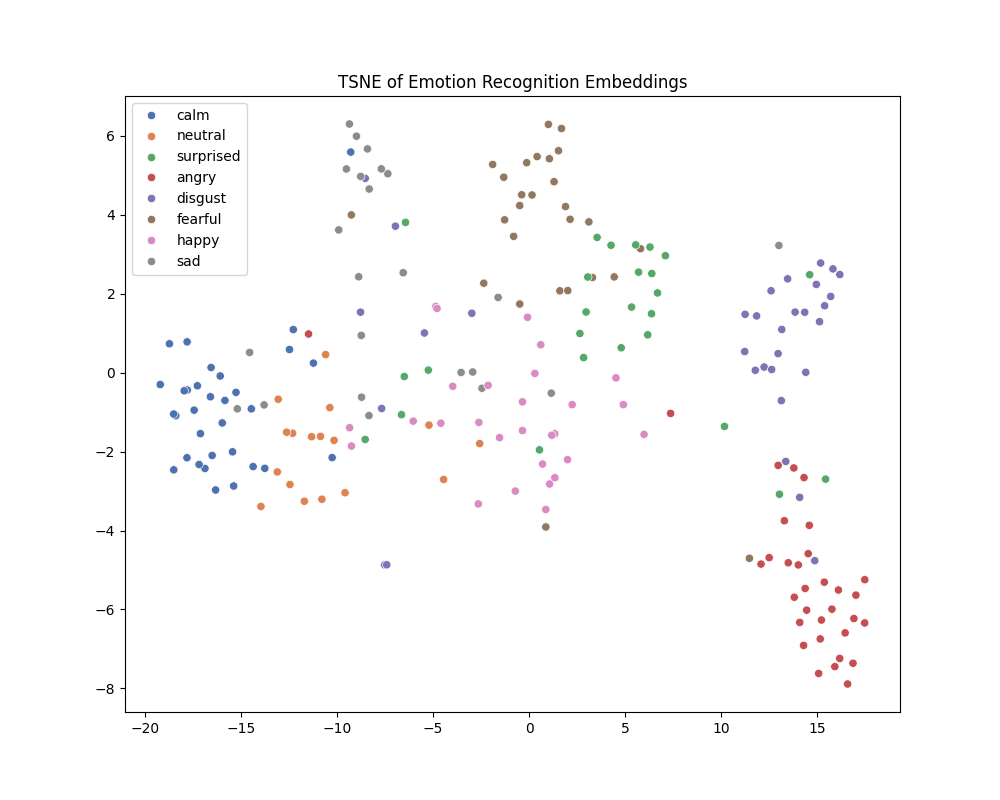 TSNE of Emotion Recognition Embeddings
calm
neutral
surprised
angry
disgust
fearful
happy
sad
6
4
2
0
−2
−4
−6
−8
−20
−15
−10
−5
0
5
10
15